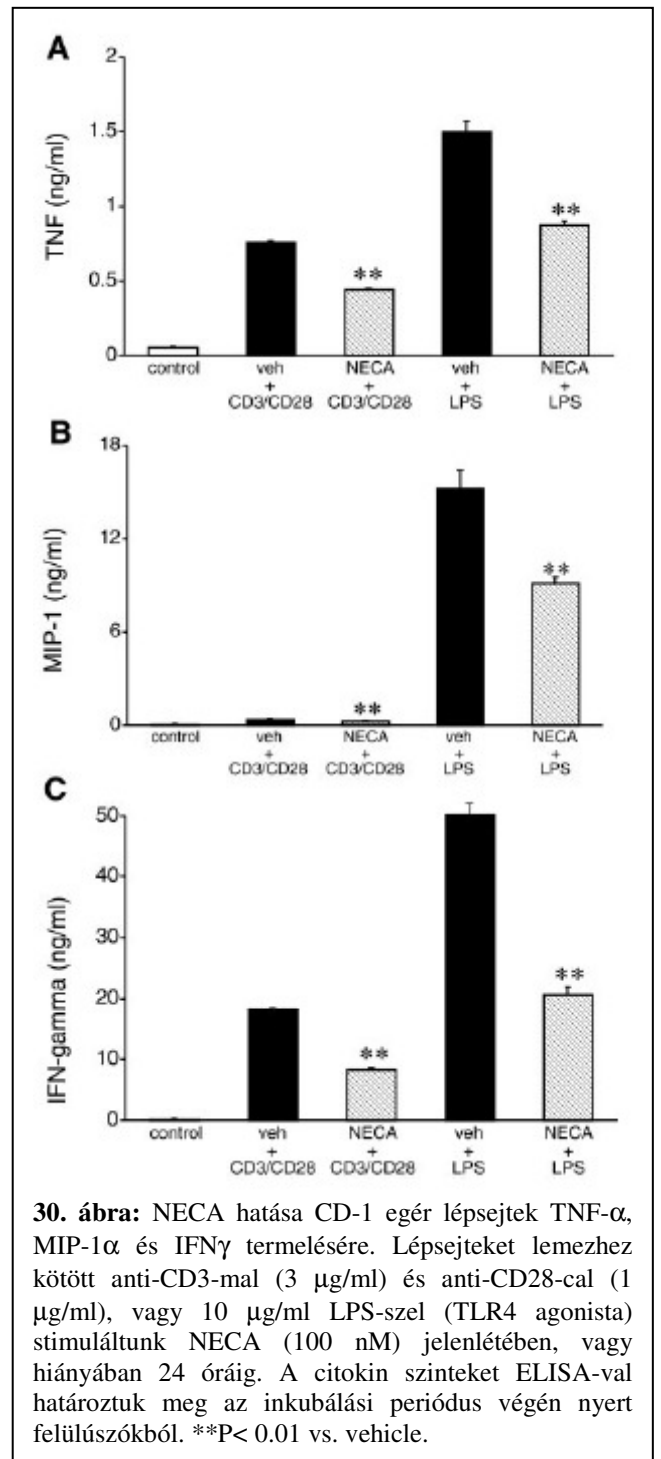 A
2
1.5
1
0.5
0
TNF (ng/ml)
**
**
control veh NECA veh NECA
+ + + +
CD3/CD28 CD3/CD28 LPS LPS
B
18
12
6
0
MIP-1 (ng/ml)
**
**
control veh NECA veh NECA
+ + + +
CD3/CD28 CD3/CD28 LPS LPS
C
50
40
30
20
10
0
IFN-gamma (ng/ml)
**
**
control veh NECA veh NECA
+ + + +
CD3/CD28 CD3/CD28 LPS LPS
30. ábra: NECA hatása CD-1 egér lépsejtek TNF-α,
MIP-1α és IFNγ termelésére. Lépsejteket lemezhez
kötött anti-CD3-mal (3 μg/ml) és anti-CD28-cal (1
μg/ml), vagy 10 μg/ml LPS-szel (TLR4 agonista)
stimuláltunk NECA (100 nM) jelenlétében, vagy
hiányában 24 óráig. A citokin szinteket ELISA-val
határoztuk meg az inkubálási periódus végén nyert
felülúszókból. **P< 0.01 vs. vehicle.